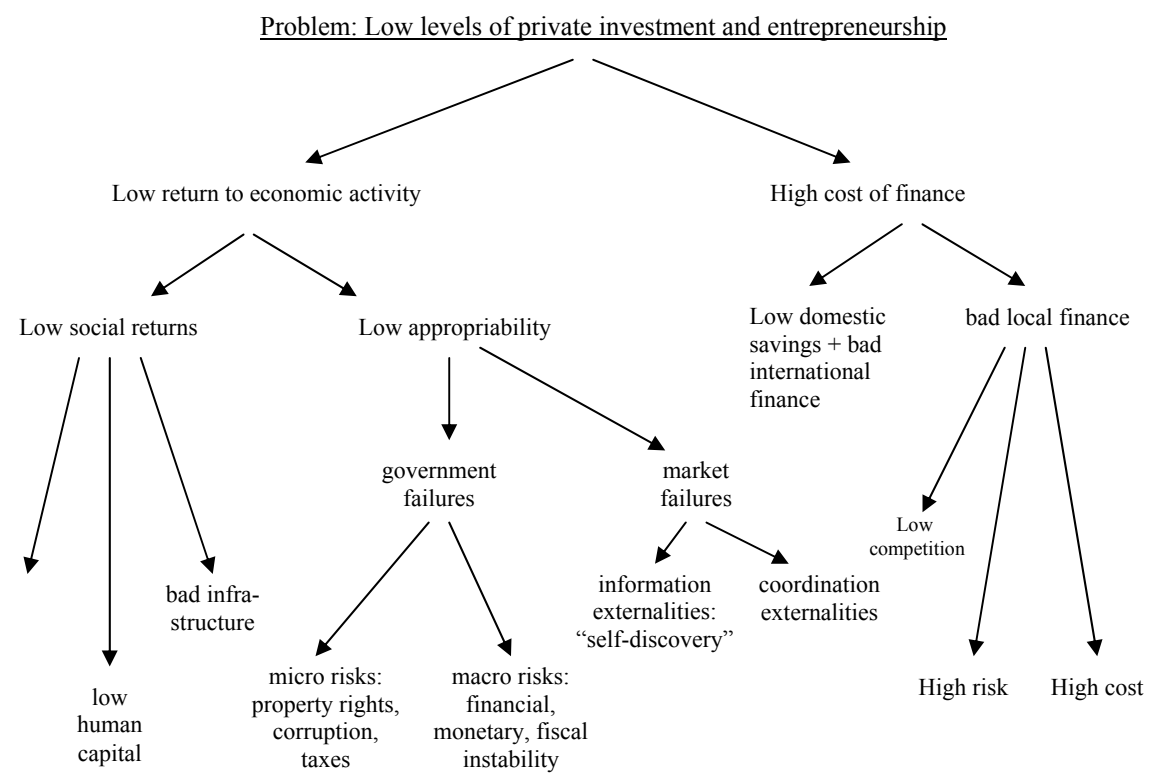 Problem: Low levels of private investment and entrepreneurship
Low return to economic activity
High cost of finance
Low social returns
Low appropriability
Low domestic
savings + bad
international
finance
bad local finance
government
failures
market
failures
Low
competition
bad infra-
structure
information
externalities:
“self-discovery”
coordination
externalities
low
human
capital
micro risks:
property rights,
corruption,
taxes
macro risks:
financial,
monetary, fiscal
instability
High risk
High cost